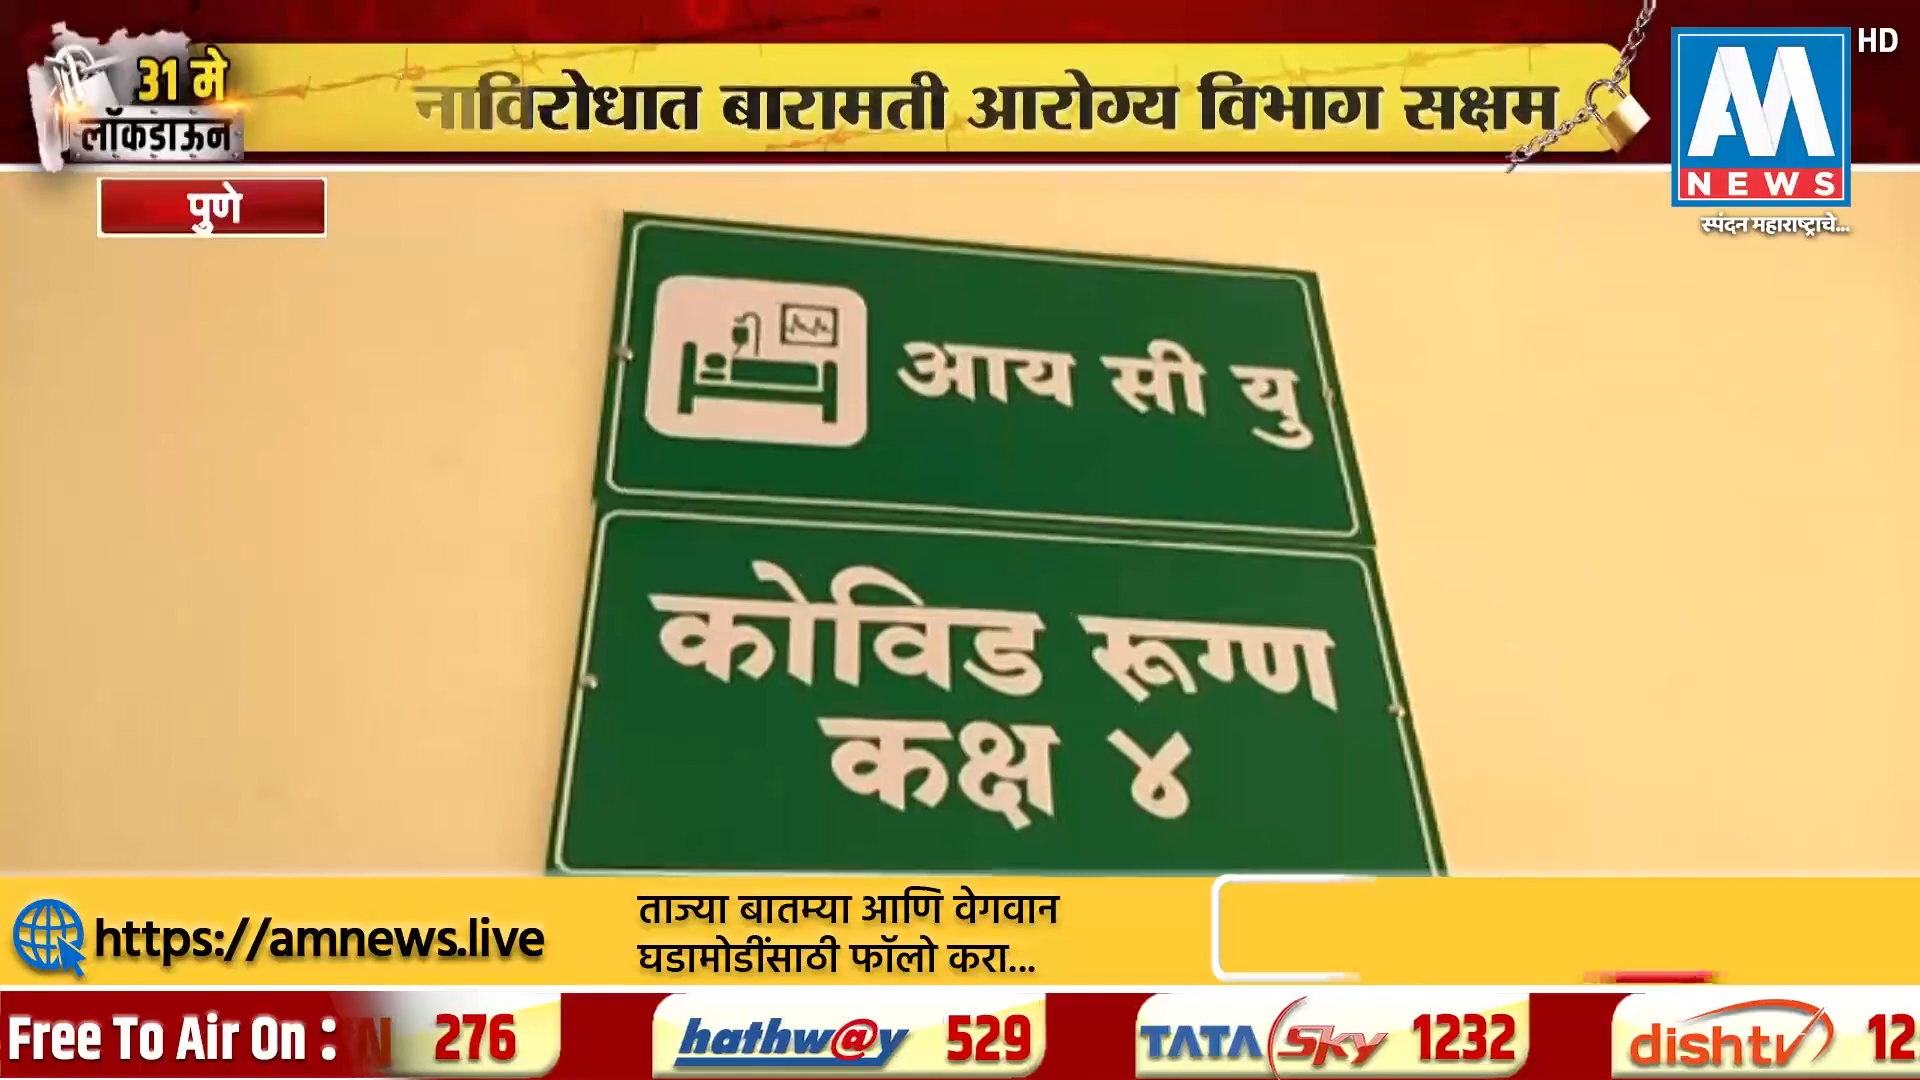 31 मे
लॉकडाऊन
नाविरोधात बारामती आरोग्य विभाग सक्षम
AM
NEWS
HD
स्पंदन महाराष्ट्राचे...
पुणे
आय सी यु
कोविड रूग्ण
कक्ष ४
https://amnews.live
ताज्या बातम्या आणि वेगवान
घडामोडींसाठी फॉलो करा...
Free To Air On : N 276 hathw@y 529 TATA Sky 1232 dishtv 12